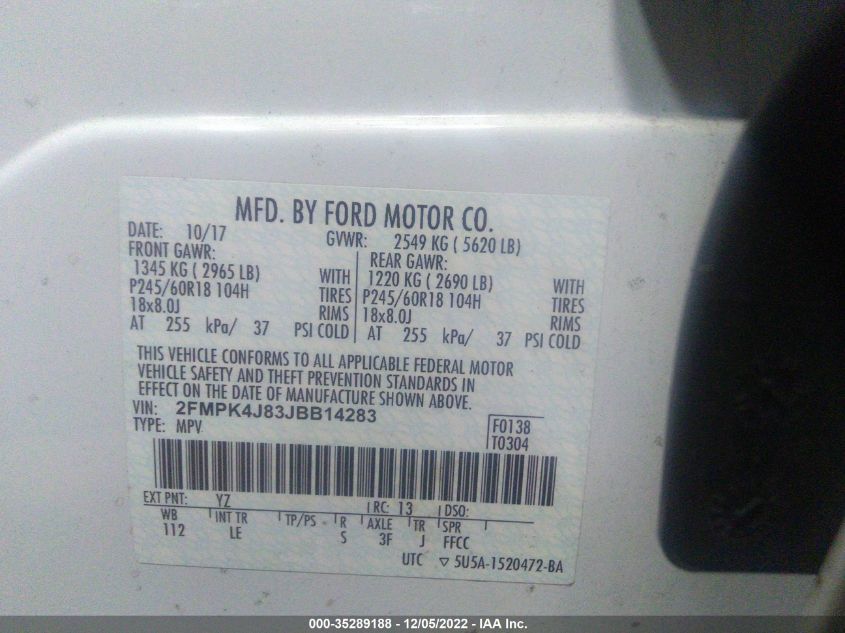 MFD. BY FORD MOTOR CO.
DATE: 10/17 GVWR: 2549 KG ( 5620 LB)
FRONT GAWR: REAR GAWR:
1345 KG ( 2965 LB) WITH 1220 KG ( 2690 LB) WITH
P245/60R18 104H TIRES P245/60R18 104H TIRES
18x8.0J RIMS 18x8.0J RIMS
AT 255 kPa/ 37 PSI COLD AT 255 kPa/ 37 PSI COLD
THIS VEHICLE CONFORMS TO ALL APPLICABLE FEDERAL MOTOR
VEHICLE SAFETY AND THEFT PREVENTION STANDARDS IN
EFFECT ON THE DATE OF MANUFACTURE SHOWN ABOVE.
VIN: 2FMPK4J83JBB14283
TYPE: MPV
F0138
T0304
EXT PNT: YZ RC: 13 DSO:
WB INT TR TP/PS R AXLE TR SPR
112 LE S 3F J FFCC
UTC ▽ 5U5A-1520472-BA
000-35289188 - 12/05/2022 - IAA Inc.